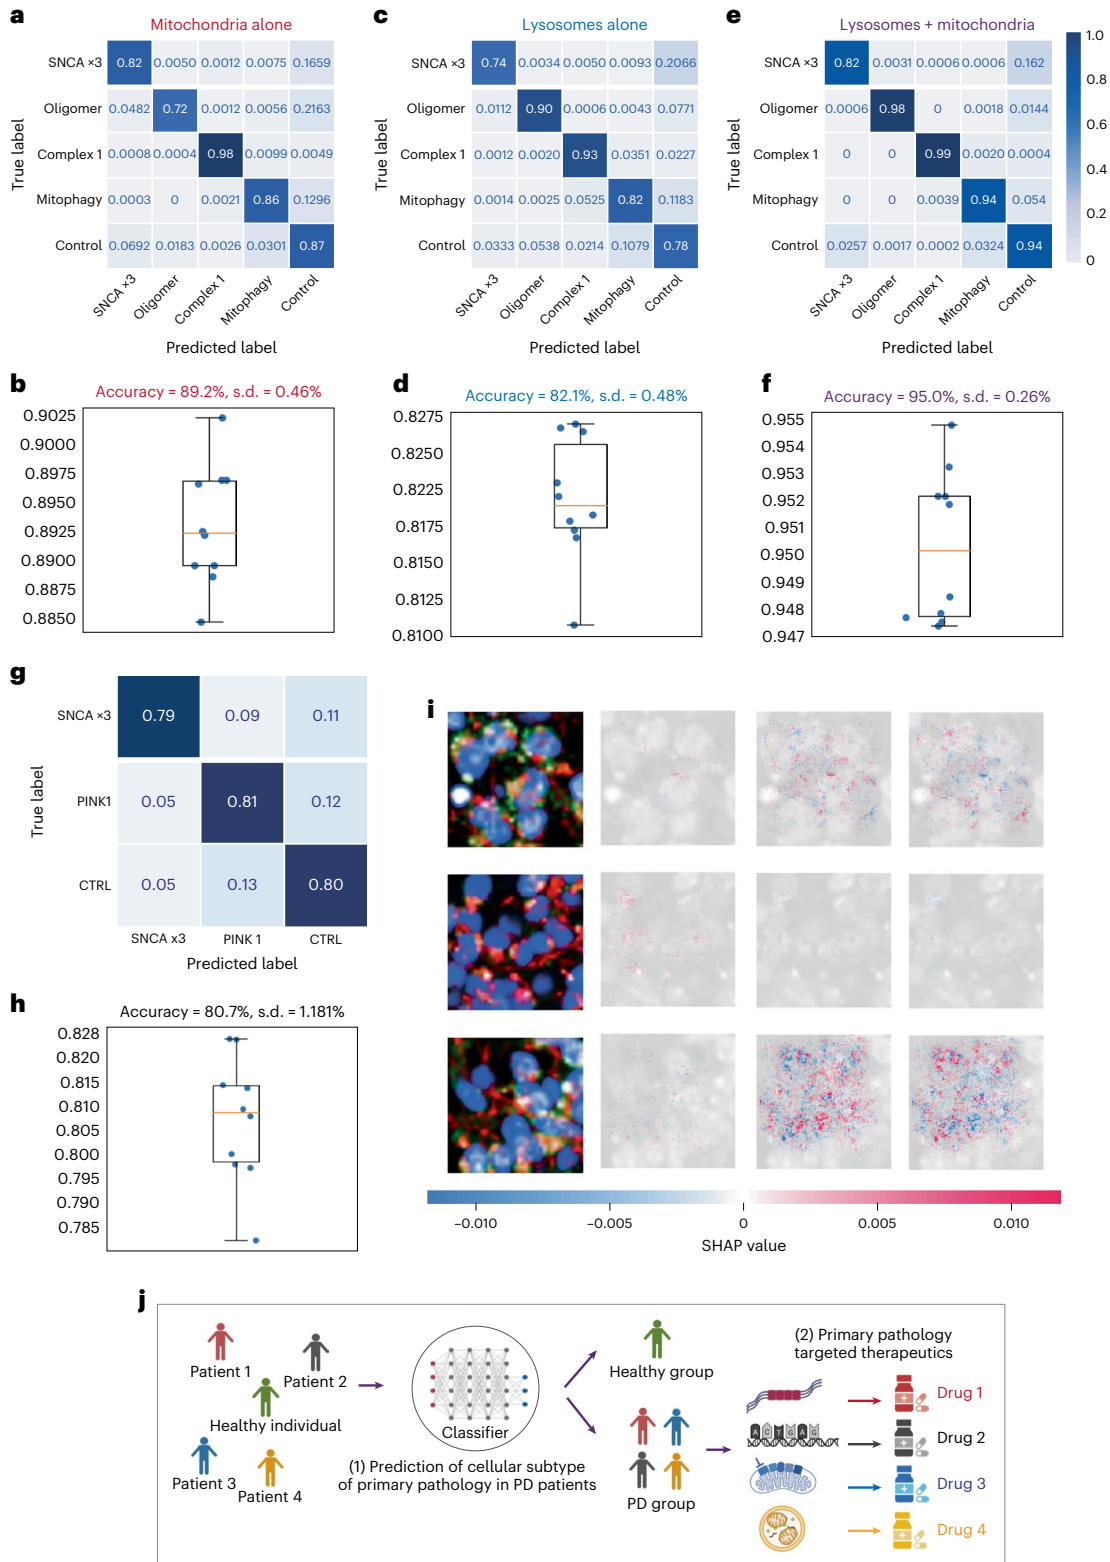 a
Mitochondria alone
True label
SNCA ×3 0.82 0.0050 0.0012 0.0075 0.1659
Oligomer 0.0482 0.72 0.0012 0.0056 0.2163
Complex 1 0.0008 0.0004 0.98 0.0099 0.0049
Mitophagy 0.0003 0 0.0021 0.86 0.1296
Control 0.0692 0.0183 0.0026 0.0301 0.87
SNCA ×3 Oligomer Complex 1 Mitophagy Control
Predicted label
c
Lysosomes alone
SNCA ×3 0.74 0.0034 0.0050 0.0093 0.2066
Oligomer 0.0112 0.90 0.0006 0.0043 0.0771
Complex 1 0.0012 0.0020 0.93 0.0351 0.0227
Mitophagy 0.0014 0.0025 0.0525 0.82 0.1183
Control 0.0333 0.0538 0.0214 0.1079 0.78
True label
SNCA ×3 Oligomer Complex 1 Mitophagy Control
Predicted label
e
Lysosomes + mitochondria
SNCA ×3 0.82 0.0031 0.0006 0.0006 0.162
Oligomer 0.0006 0.98 0 0.0018 0.0144
Complex 1 0 0 0.99 0.0020 0.0004
Mitophagy 0 0 0.0039 0.94 0.054
Control 0.0257 0.0017 0.0002 0.0324 0.94
True label
SNCA ×3 Oligomer Complex 1 Mitophagy Control
Predicted label
1.0
0.8
0.6
0.4
0.2
0
b
Accuracy = 89.2%, s.d. = 0.46%
0.9025
0.9000
0.8975
0.8950
0.8925
0.8900
0.8875
0.8850
d
Accuracy = 82.1%, s.d. = 0.48%
0.8275
0.8250
0.8225
0.8175
0.8150
0.8125
0.8100
f
Accuracy = 95.0%, s.d. = 0.26%
0.955
0.954
0.953
0.952
0.951
0.950
0.949
0.948
0.947
g
True label
SNCA ×3 0.79 0.09 0.11
PINK1 0.05 0.81 0.12
CTRL 0.05 0.13 0.80
SNCA x3 PINK 1 CTRL
Predicted label
h
Accuracy = 80.7%, s.d. = 1.181%
0.828
0.820
0.815
0.810
0.805
0.800
0.795
0.790
0.785
i
−0.010 −0.005 0 0.005 0.010
SHAP value
j
Patient 1
Patient 2
Healthy individual
Patient 3
Patient 4
Classifier
(1) Prediction of cellular subtype
of primary pathology in PD patients
Healthy group
PD group
(2) Primary pathology
targeted therapeutics
Drug 1
A C T G A G
Drug 2
Drug 3
Drug 4